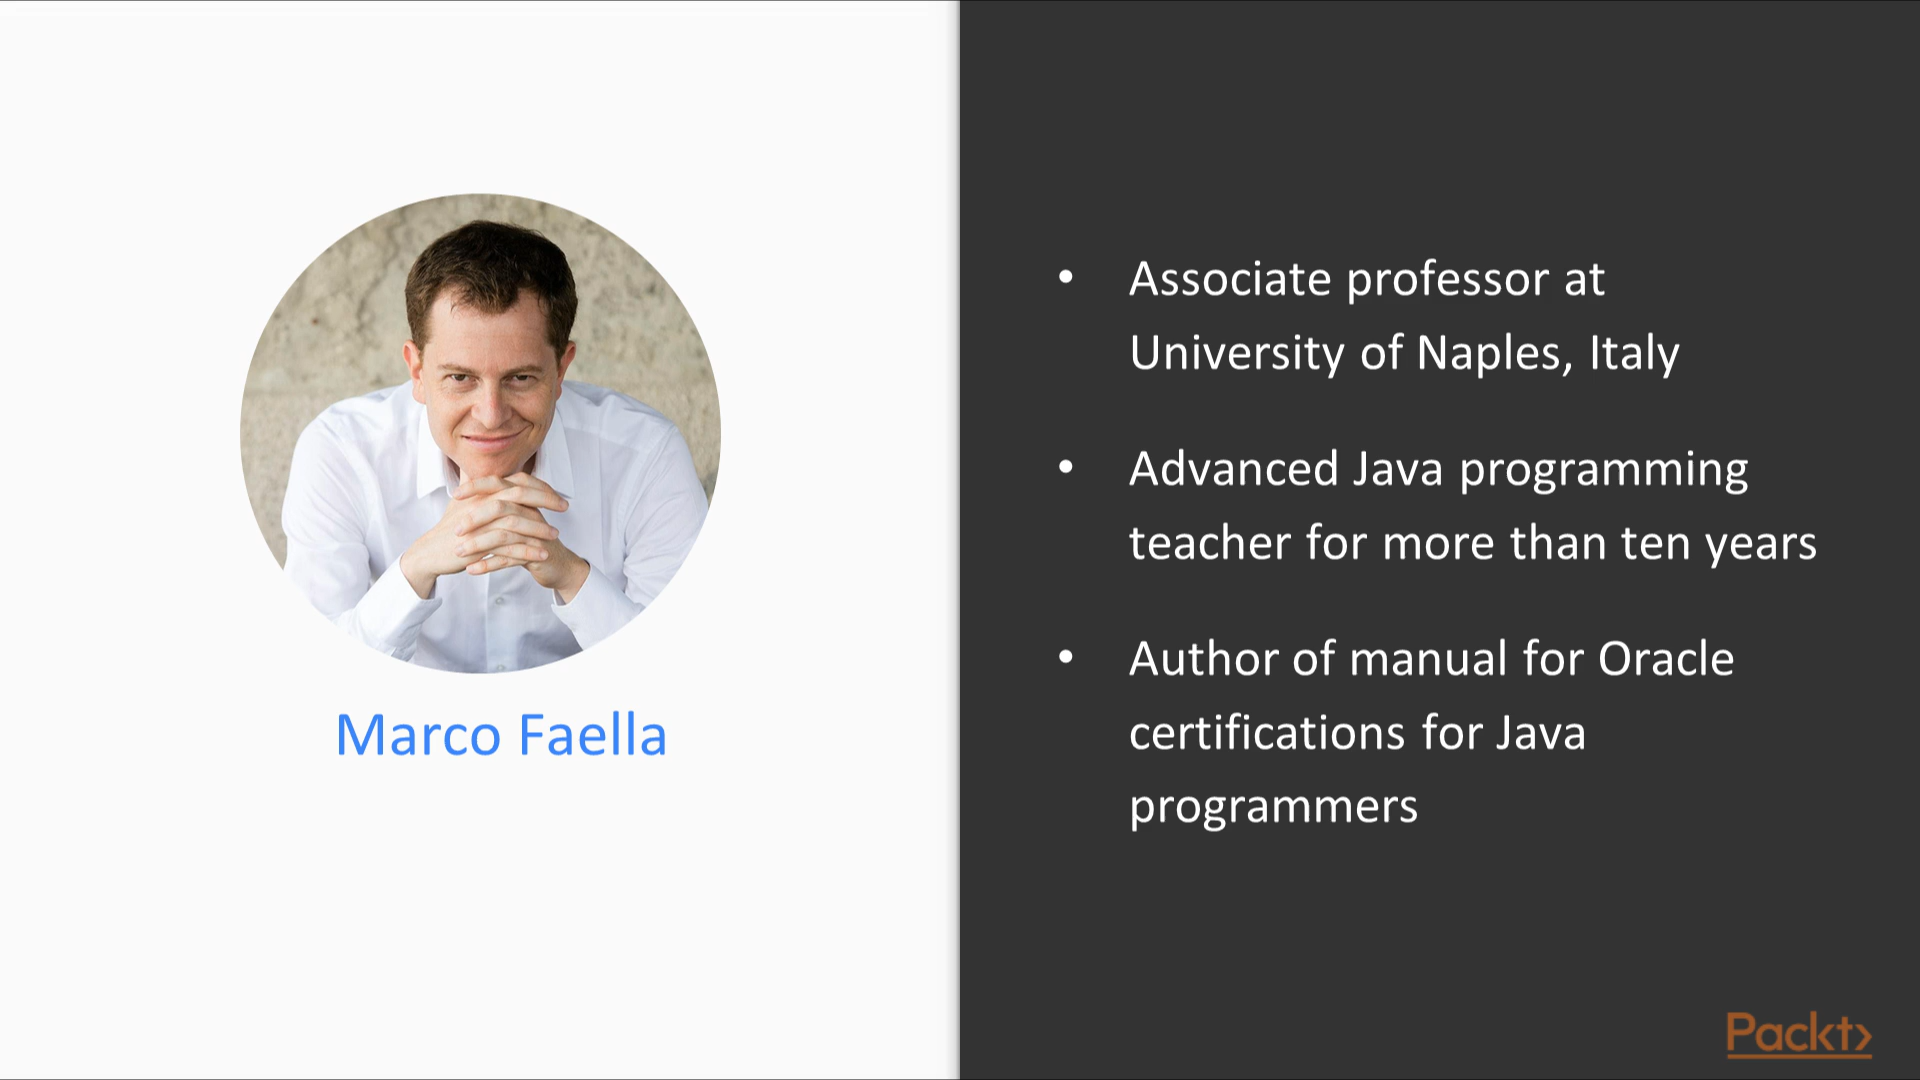 Marco Faella
• Associate professor at
University of Naples, Italy
• Advanced Java programming
teacher for more than ten years
• Author of manual for Oracle
certifications for Java
programmers
Packt>